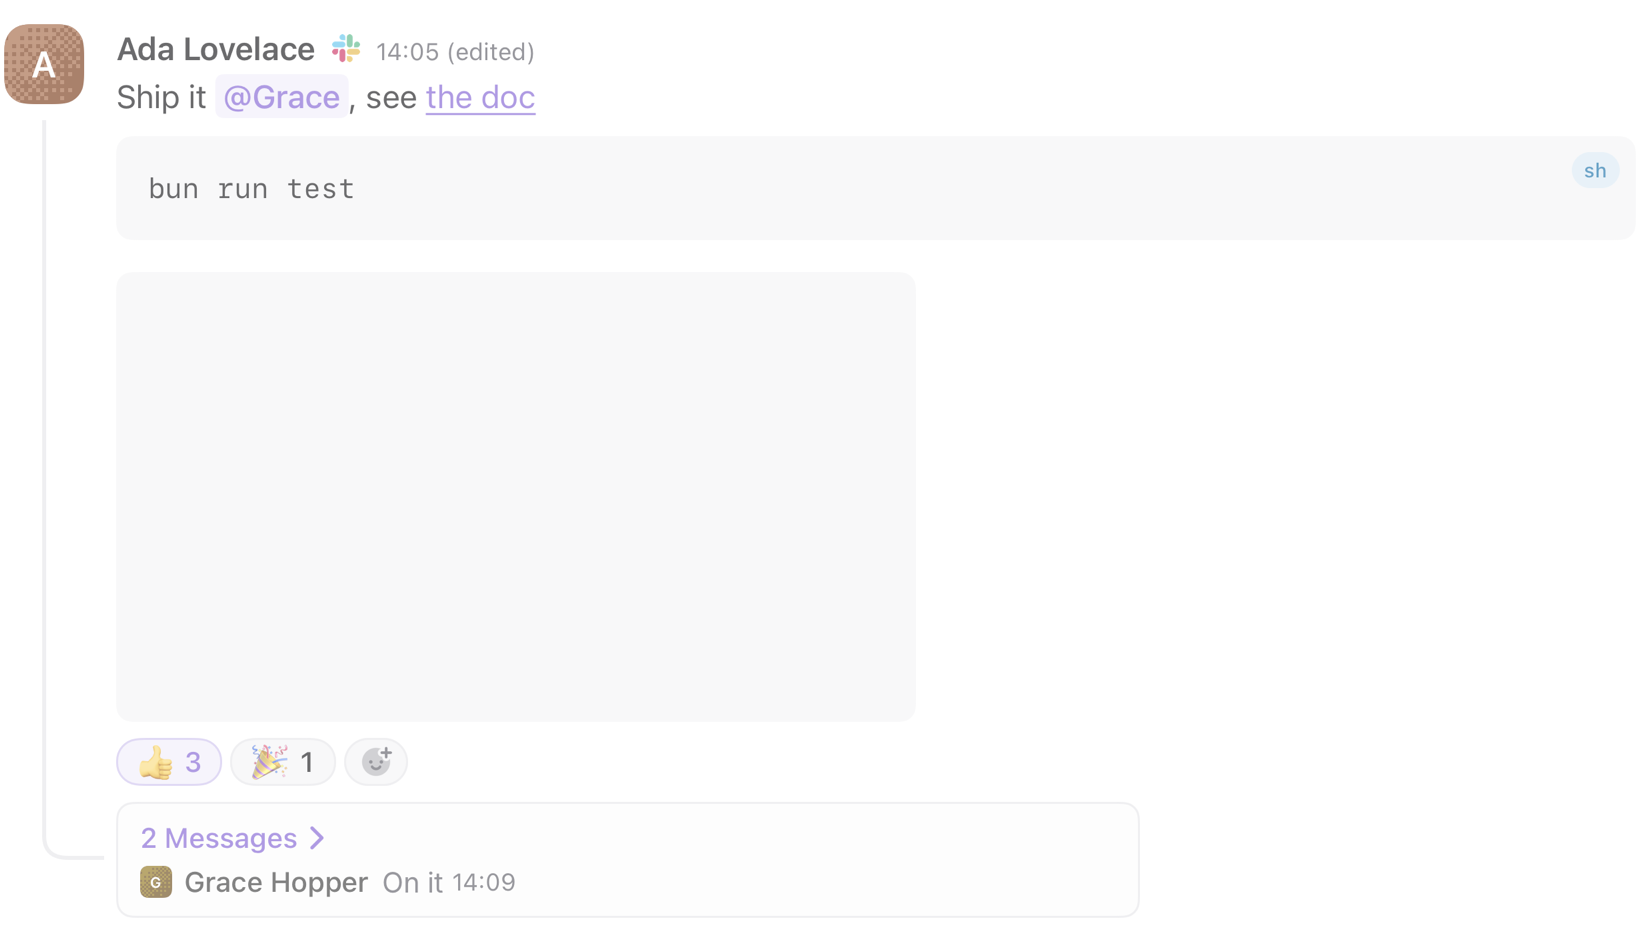 A
Ada Lovelace 14:05 (edited)
Ship it @Grace, see the doc
sh
bun run test
👍 3 🎉 1
2 Messages
G Grace Hopper On it 14:09